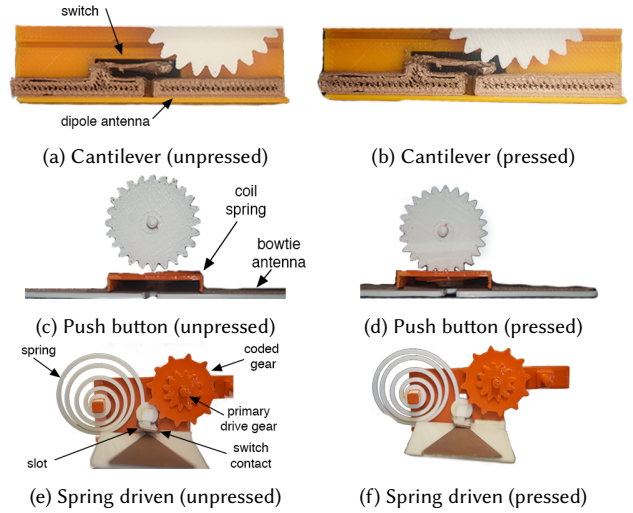 switch
dipole antenna
(a) Cantilever (unpressed)
(b) Cantilever (pressed)
coil
spring
bowtie
antenna
(c) Push button (unpressed)
(d) Push button (pressed)
spring
coded
gear
primary
drive gear
slot
switch
contact
(e) Spring driven (unpressed)
(f) Spring driven (pressed)